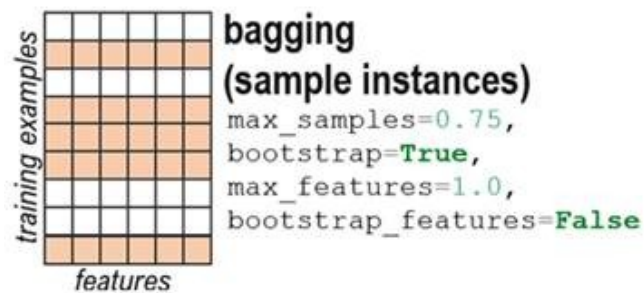 training examples
features
bagging
(sample instances)
max_samples=0.75,
bootstrap=True,
max_features=1.0,
bootstrap_features=False